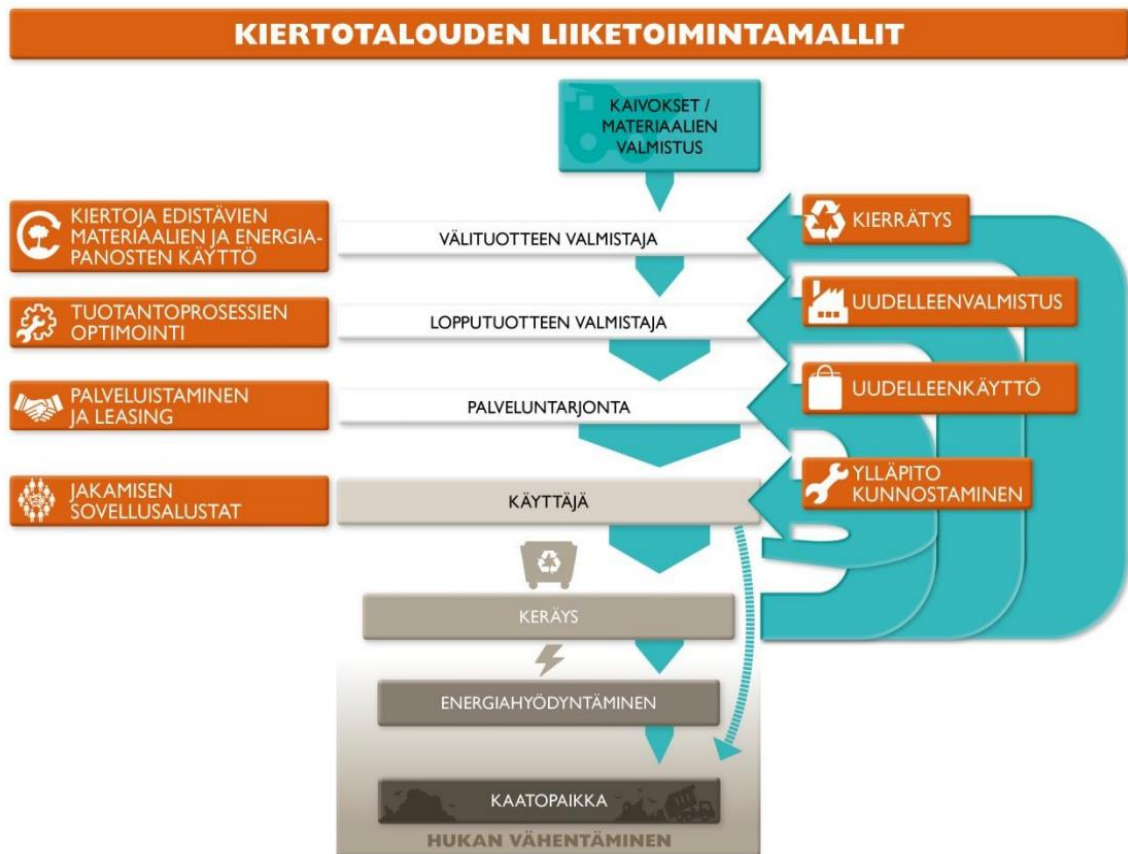 KIERTOTALOUDEN LIIKETOIMINTAMALLIT
KAIVOKSET /
MATERIAALIEN
VALMISTUS
KIERTOJA EDISTÄVIEN
MATERIAALIEN JA ENERGIA-
PANOSTEN KÄYTTÖ
VÄLITUOTTEEN VALMISTAJA
KIERRÄTYS
TUOTANTOPROSESSIEN
OPTIMOINTI
LOPPUTUOTTEEN VALMISTAJA
UUDELLEENVALMISTUS
PALVELUISTAMINEN
JA LEASING
PALVELUNTARJONTA
UUDELLEENKÄYTTÖ
JAKAMISEN
SOVELLUSALUSTAT
KÄYTTÄJÄ
YLLÄPITO
KUNNOSTAMINEN
KERÄYS
ENERGIAHYÖDYNTÄMINEN
KAATOPAIKKA
HUKAN VÄHENTÄMINEN